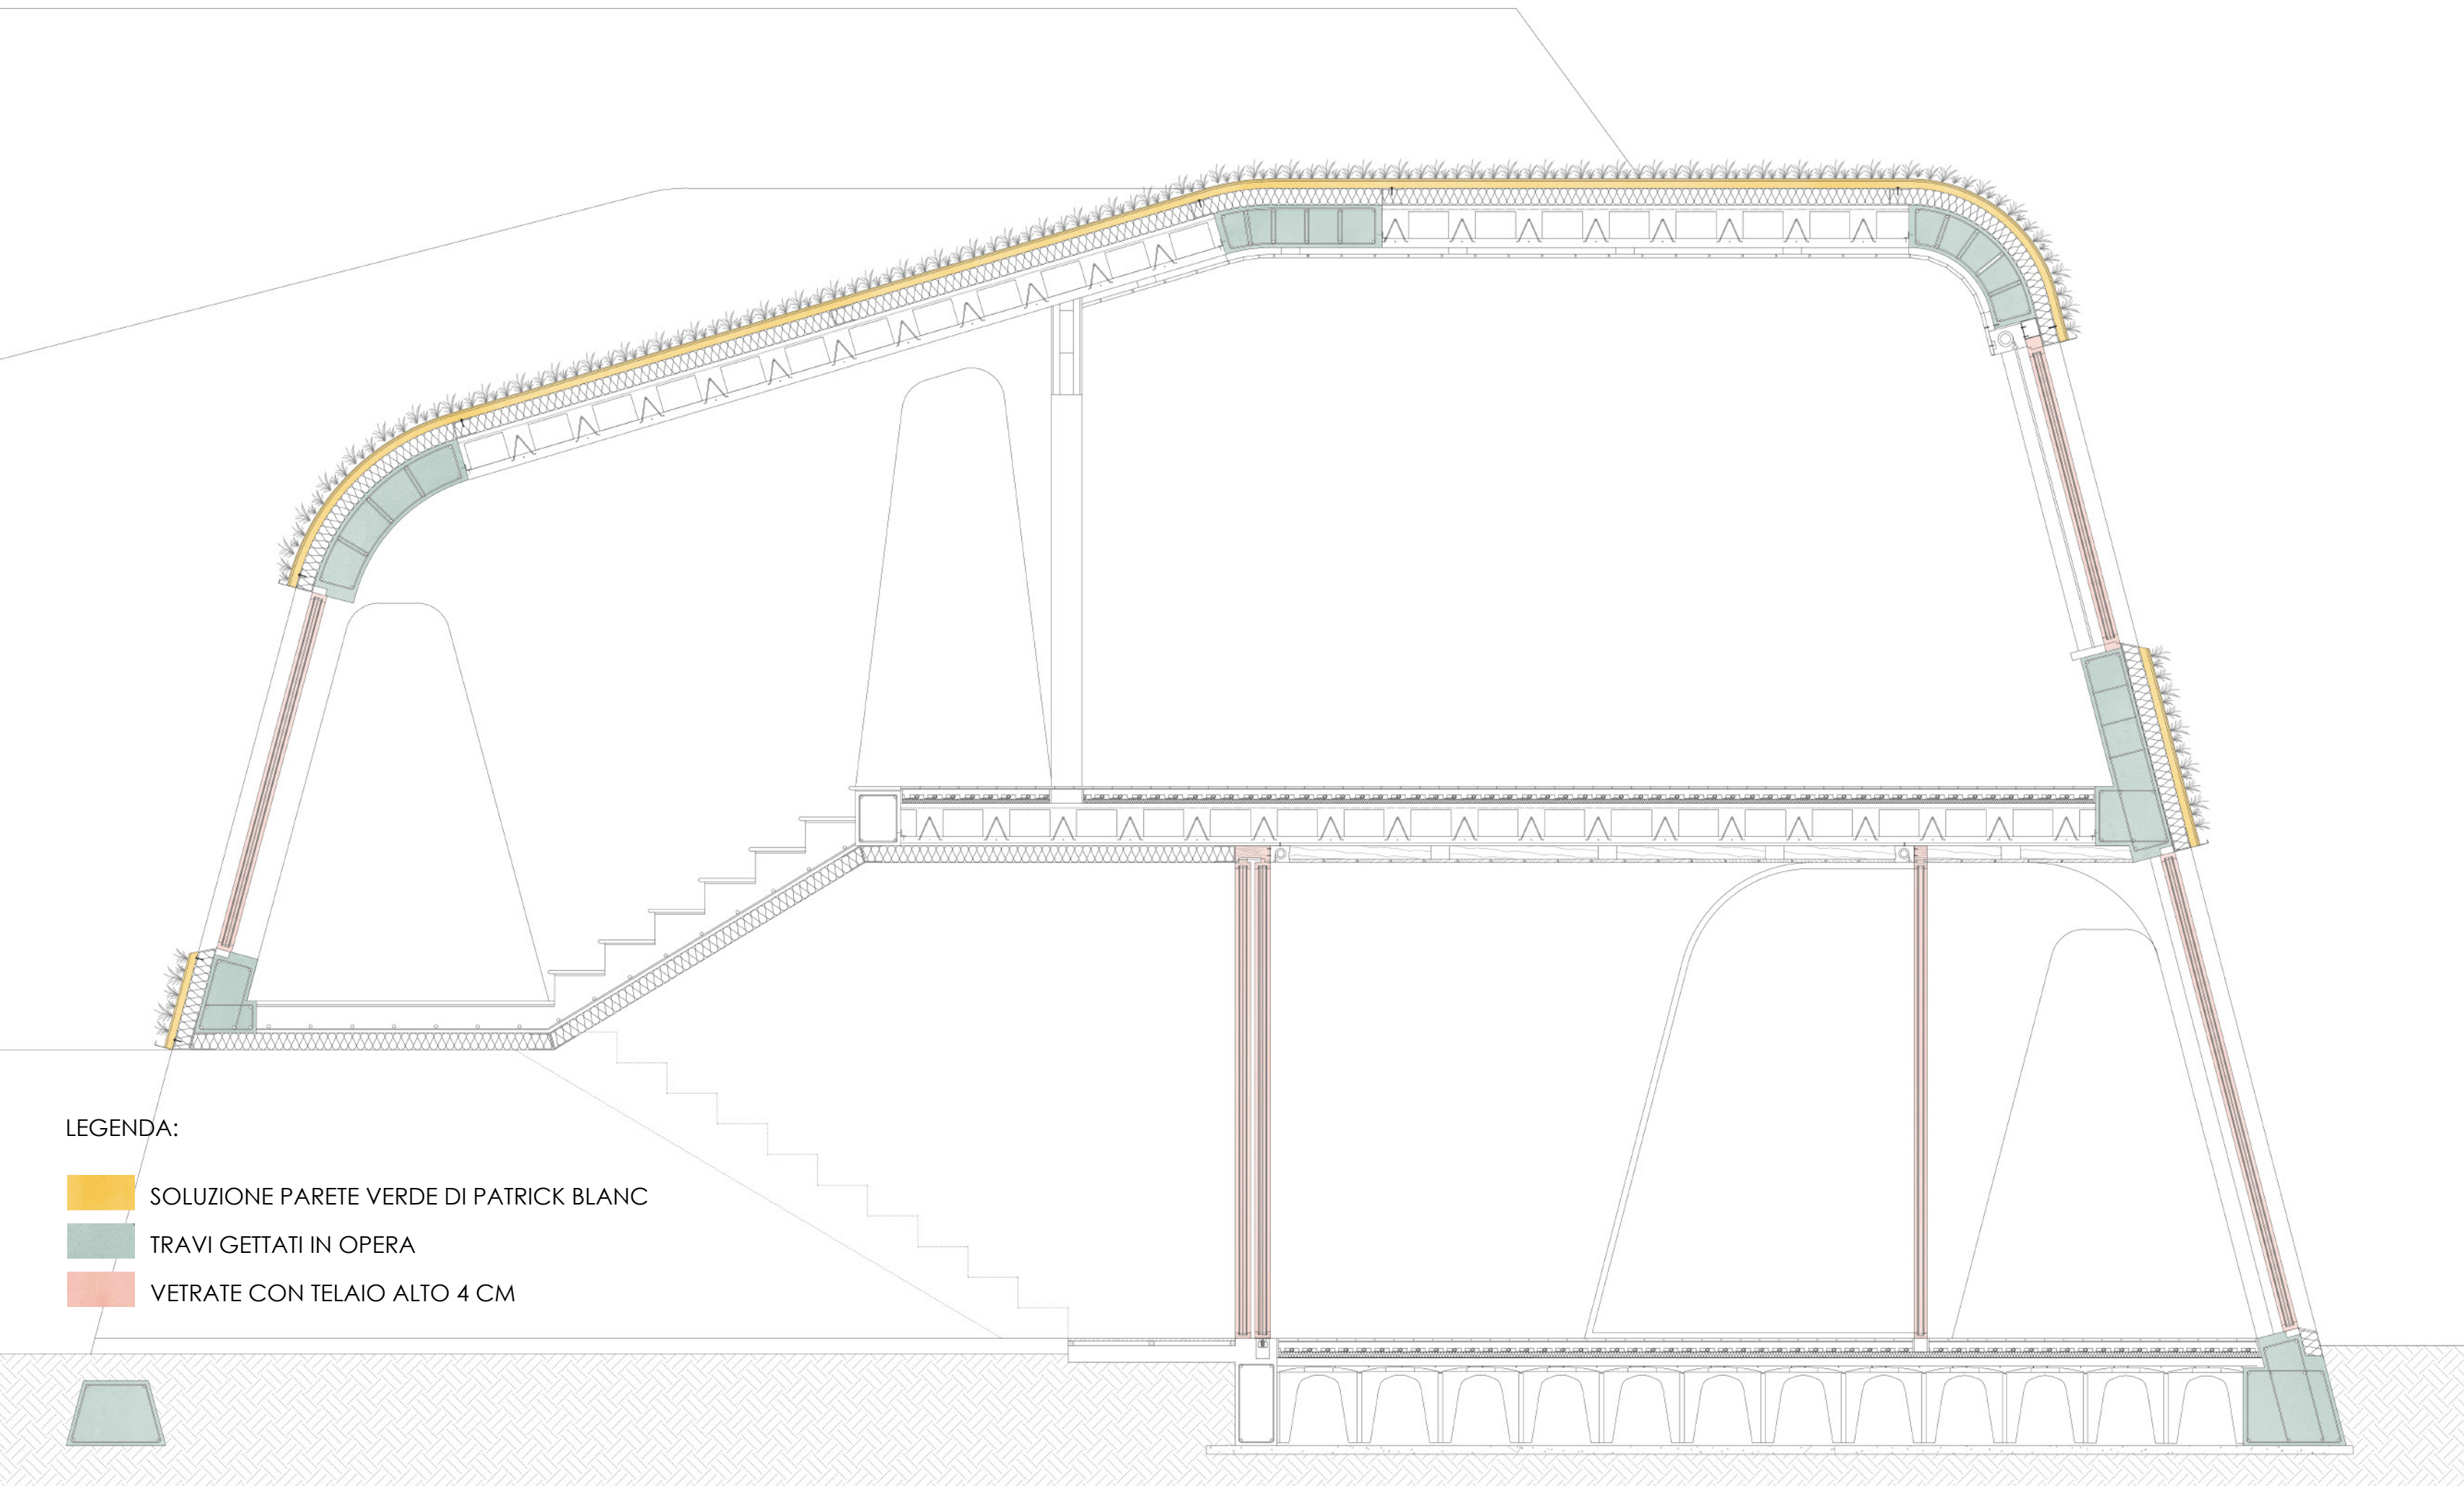 LEGENDA:
SOLUZIONE PARETE VERDE DI PATRICK BLANC
TRAVI GETTATI IN OPERA
VETRATE CON TELAIO ALTO 4 CM